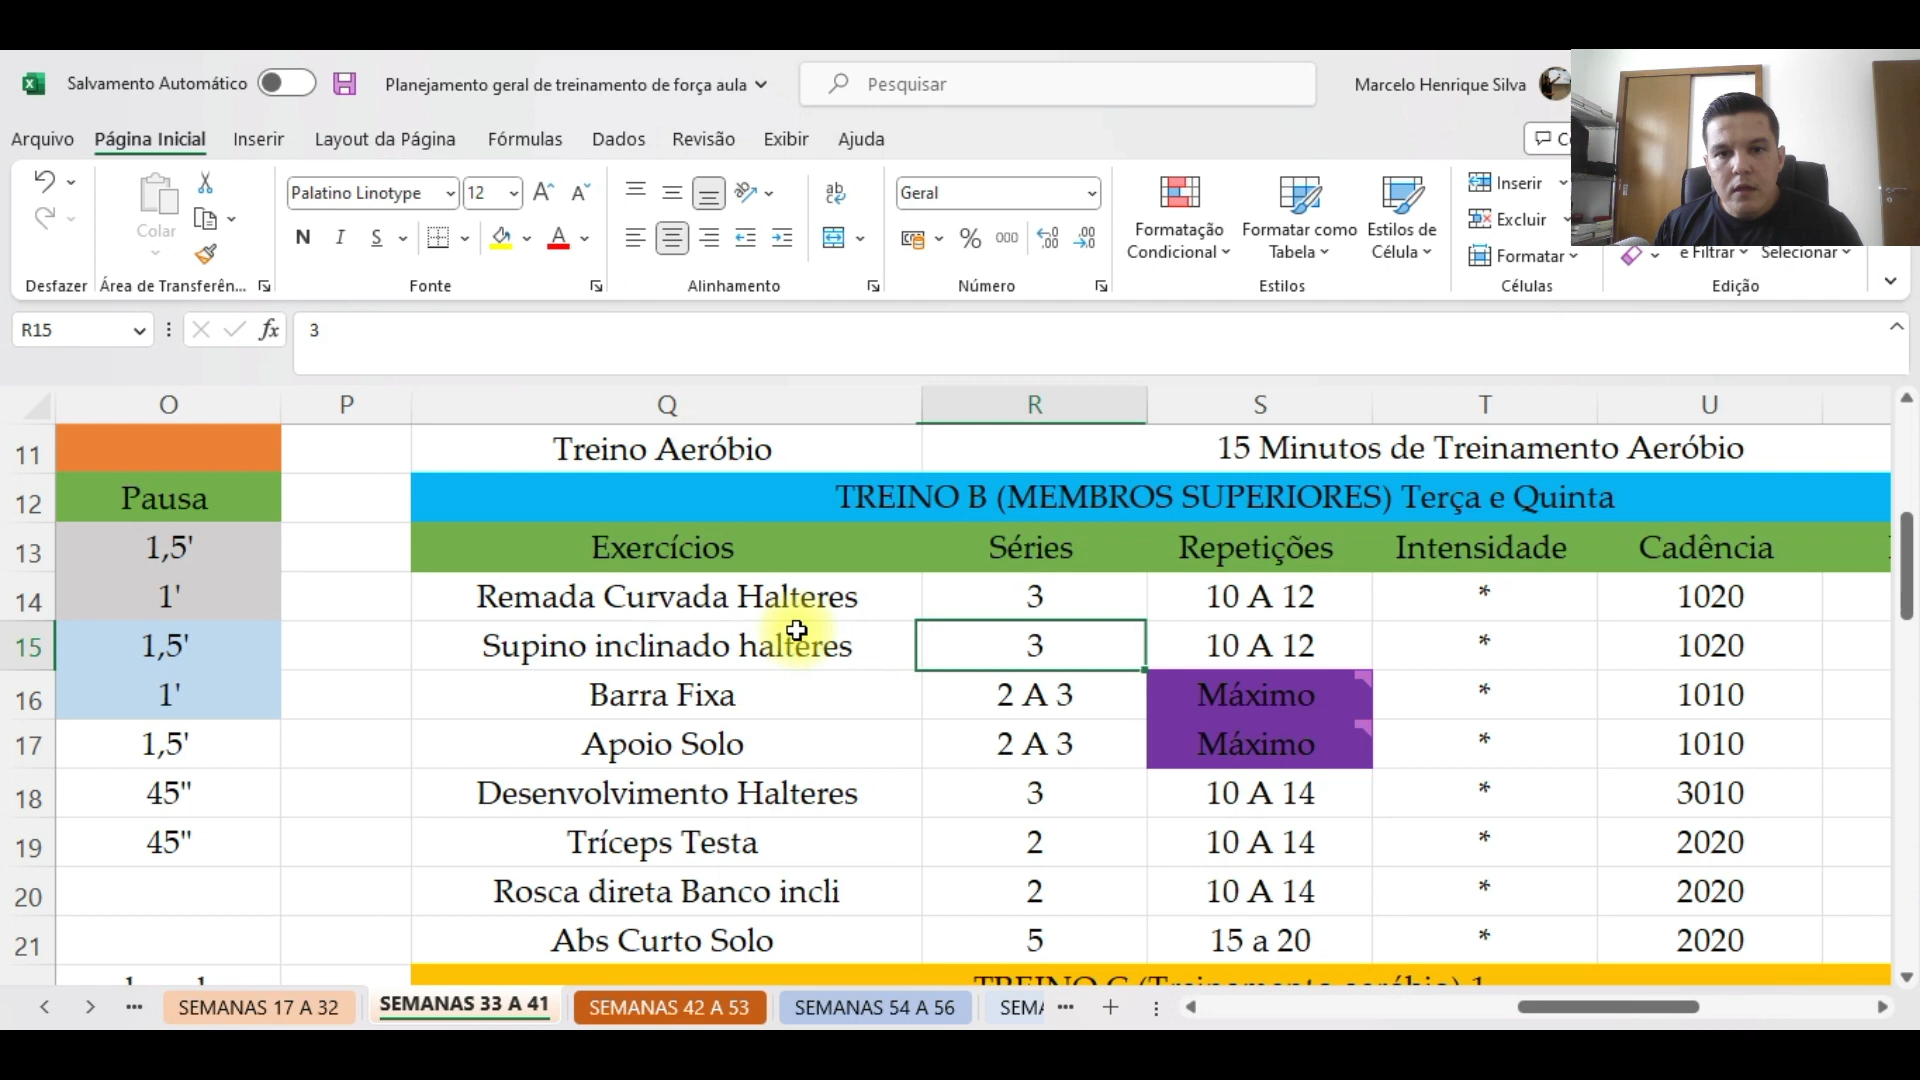 Salvamento Automático
Planejamento geral de treinamento de força aula
Pesquisar
Marcelo Henrique Silva
Arquivo Página Inicial Inserir Layout da Página Fórmulas Dados Revisão Exibir Ajuda
Colar
Palatino Linotype 12
N I S
Geral
% 000
Formatação Condicional
Formatar como Tabela
Estilos de Célula
Inserir
Excluir
Formatar
e Filtrar Selecionar
Desfazer Área de Transferên... Fonte Alinhamento Número Estilos Células Edição
R15 fx 3
O P Q R S T U
11 Treino Aeróbio 15 Minutos de Treinamento Aeróbio
12 Pausa TREINO B (MEMBROS SUPERIORES) Terça e Quinta
13 1,5' Exercícios Séries Repetições Intensidade Cadência
14 1' Remada Curvada Halteres 3 10 A 12 * 1020
15 1,5' Supino inclinado halteres 3 10 A 12 * 1020
16 1' Barra Fixa 2 A 3 Máximo * 1010
17 1,5' Apoio Solo 2 A 3 Máximo * 1010
18 45" Desenvolvimento Halteres 3 10 A 14 * 3010
19 45" Tríceps Testa 2 10 A 14 * 2020
20 Rosca direta Banco incli 2 10 A 14 * 2020
21 Abs Curto Solo 5 15 a 20 * 2020
TREINO C (Treinamento aeróbio) 1
SEMANAS 17 A 32 SEMANAS 33 A 41 SEMANAS 42 A 53 SEMANAS 54 A 56